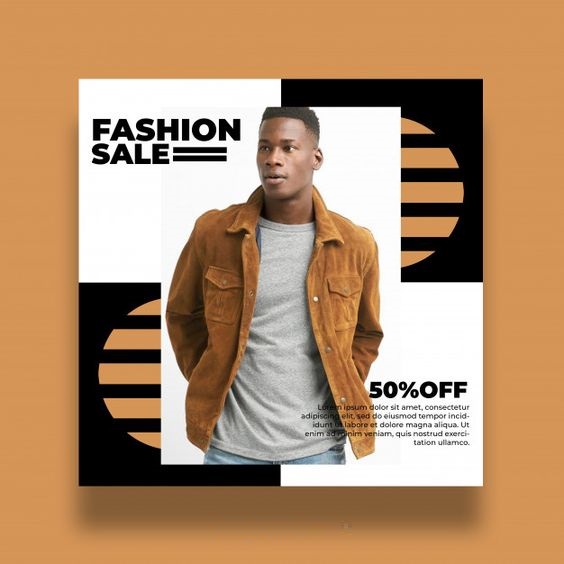 FASHION
SALE
50%OFF
Lorem ipsum dolor sit amet, consectetur
adipiscing elit, sed do eiusmod tempor incid-
idunt ut labore et dolore magna aliqua. Ut
enim ad minim veniam, quis nostrud exerci-
tation ullamco.